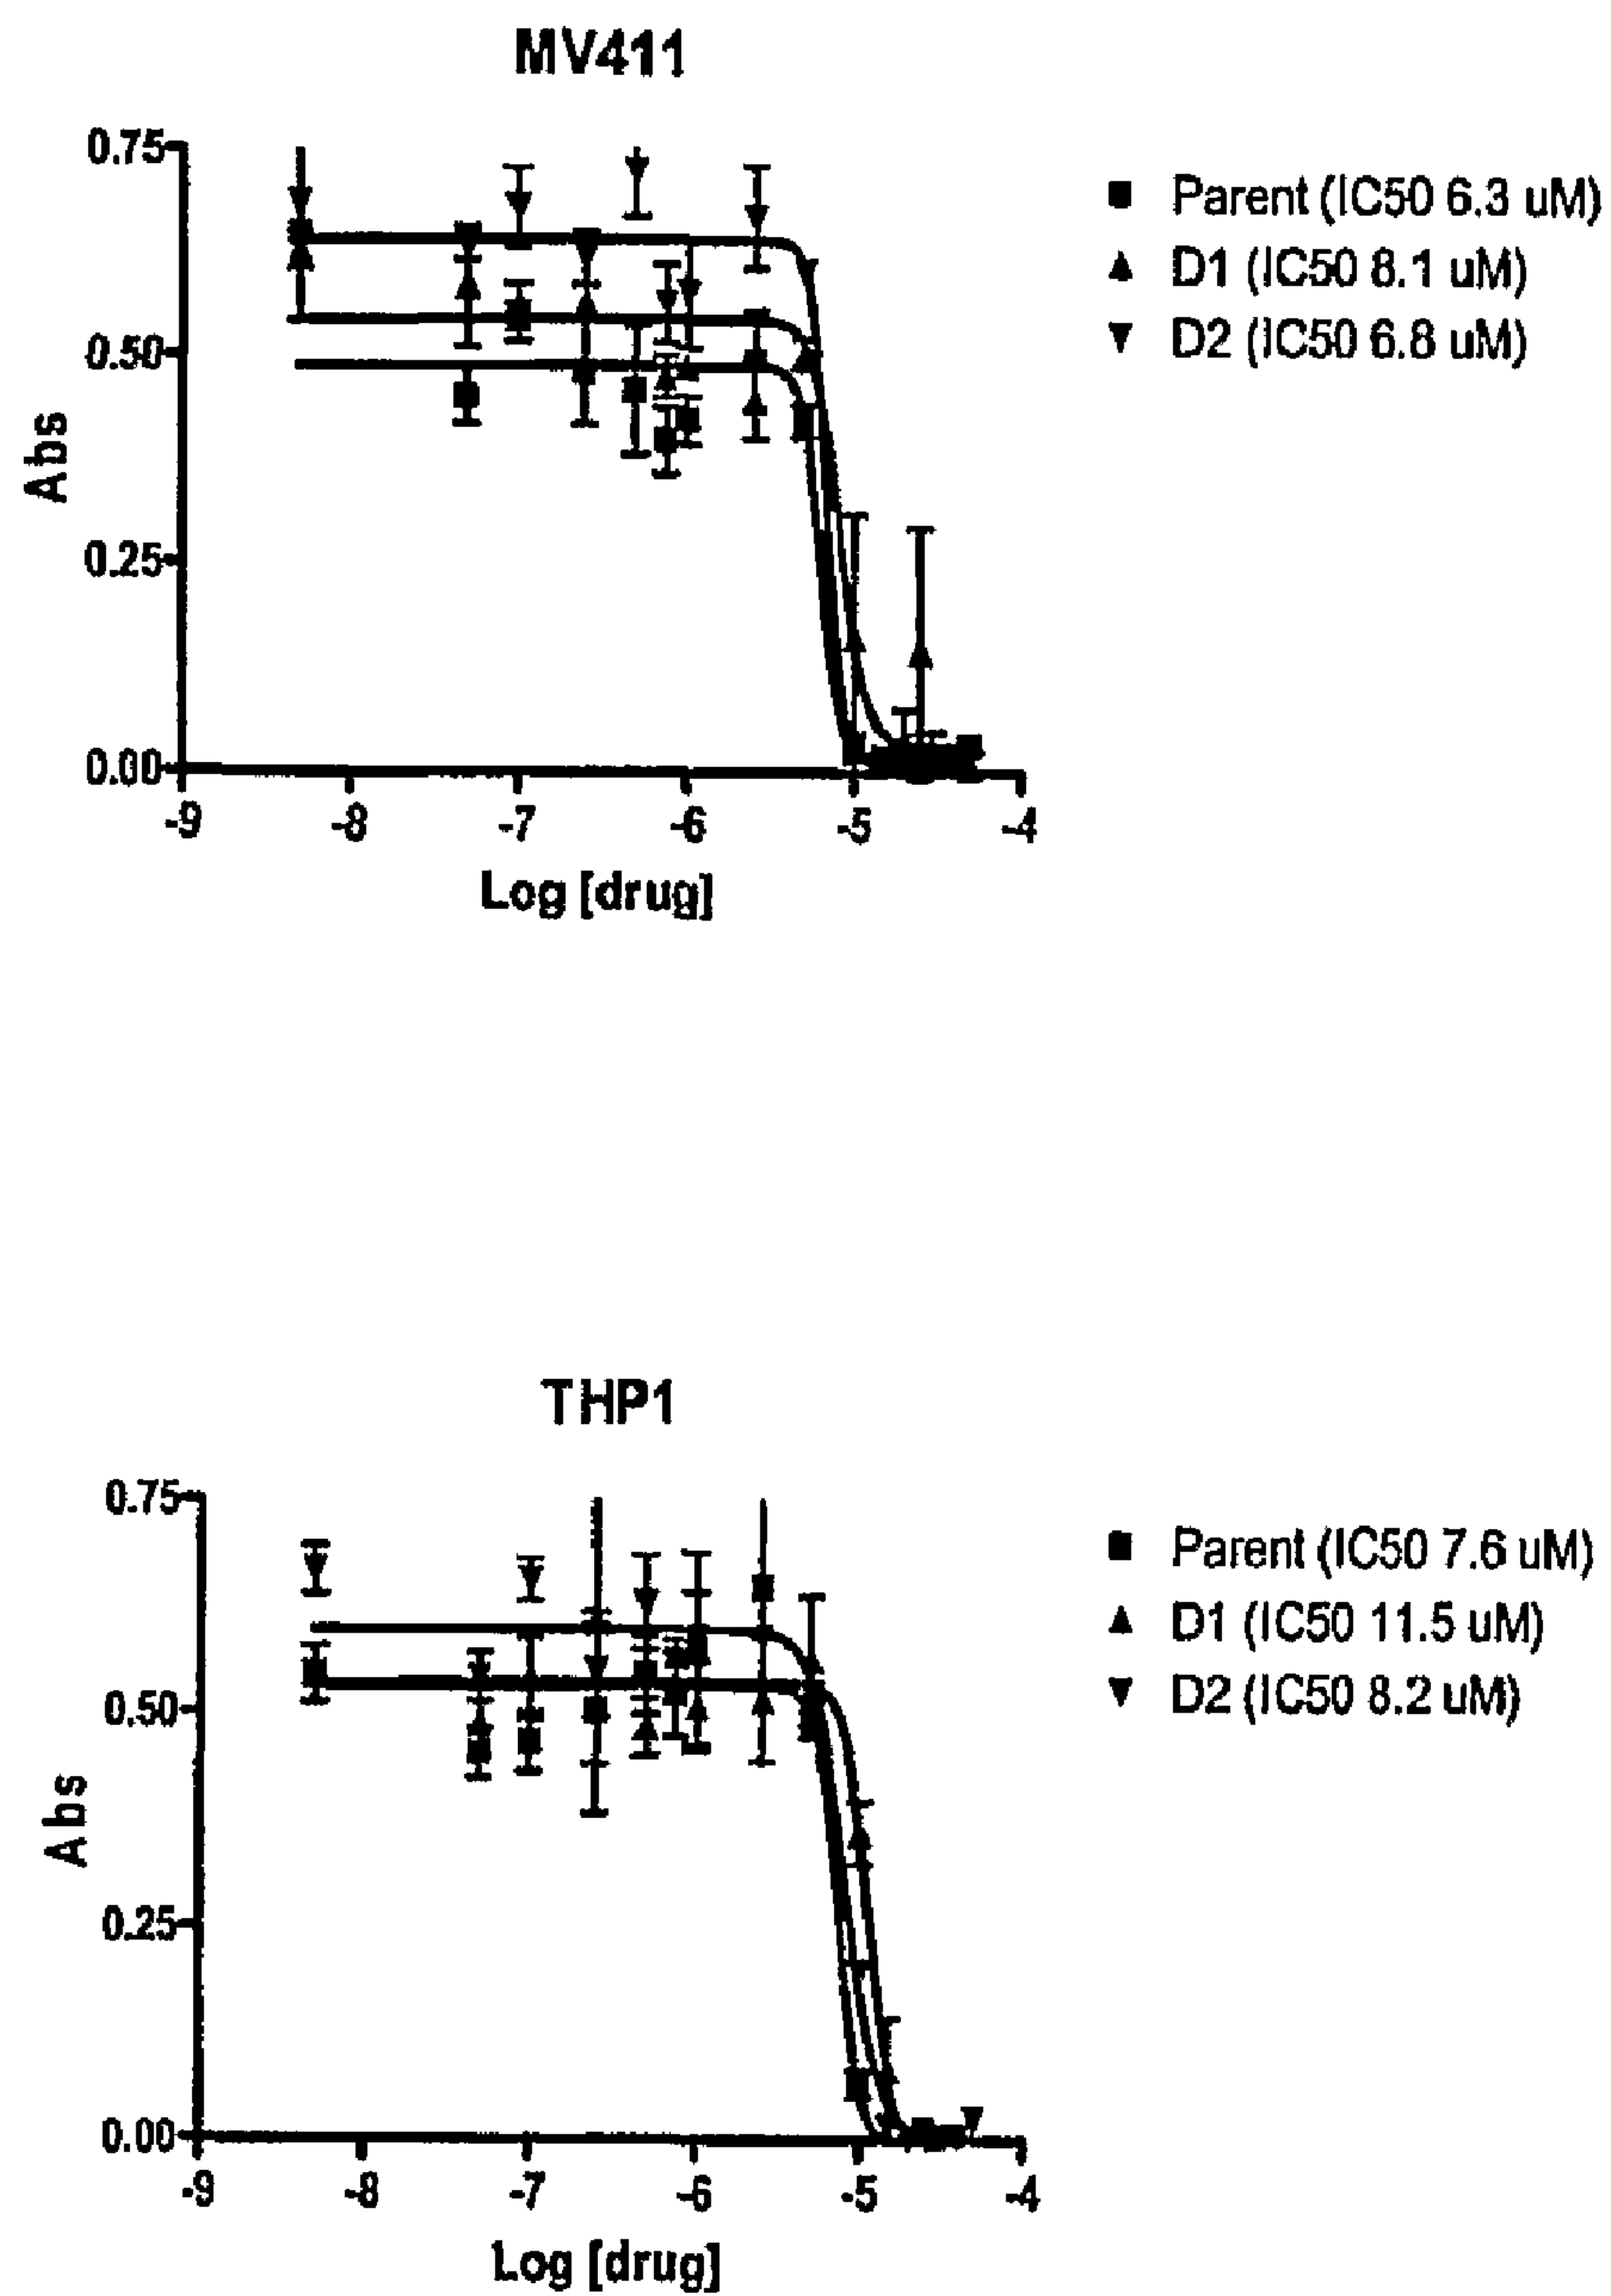 MV411
0.75
0.50
0.25
0.00
Abs
-9 -8 -7 -6 -5 -4
Log [drug]
Parent (IC50 6.3 uM)
D1 (IC50 8.1 uM)
D2 (IC50 6.8 uM)
THP1
0.75
0.50
0.25
0.00
Abs
-9 -8 -7 -6 -5 -4
Log [drug]
Parent (IC50 7.6 uM)
D1 (IC50 11.5 uM)
D2 (IC50 8.2 uM)